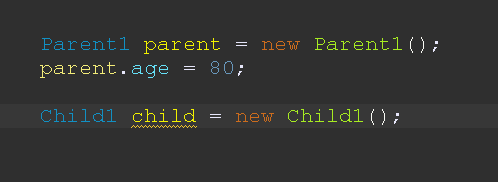 Parent1 parent = new Parent1();
parent.age = 80;
Child1 child = new Child1();